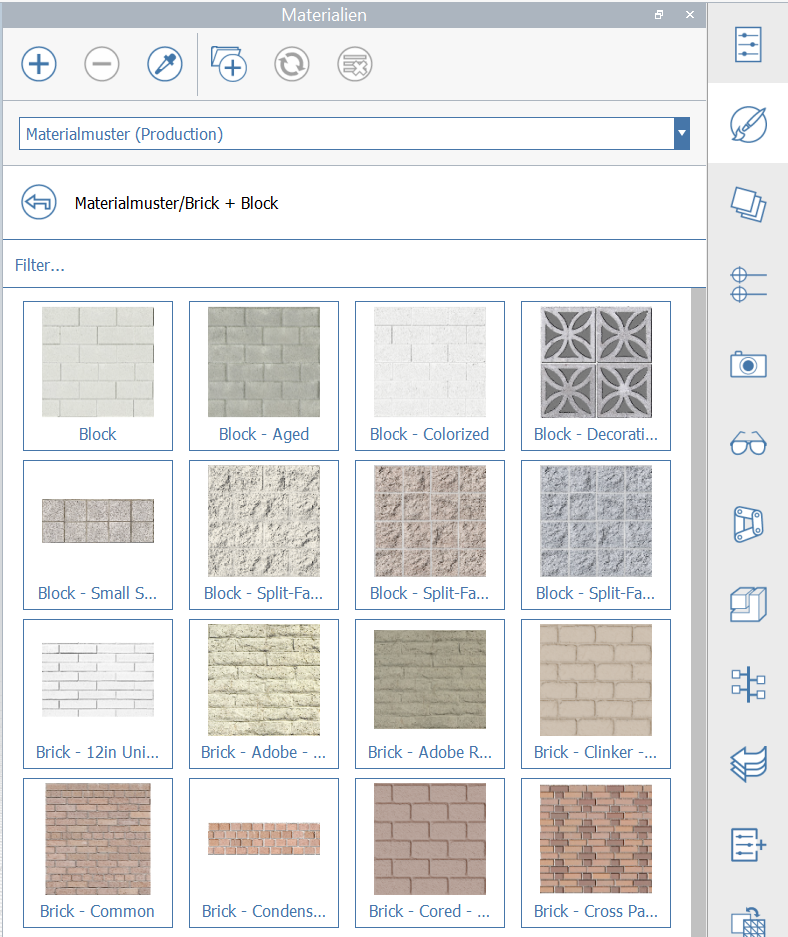 Materialien
Materialmuster (Production)
Materialmuster/Brick + Block
Filter...
Block
Block - Aged
Block - Colorized
Block - Decorati...
Block - Small S...
Block - Split-Fa...
Block - Split-Fa...
Block - Split-Fa...
Brick - 12in Uni...
Brick - Adobe - ...
Brick - Adobe R...
Brick - Clinker -...
Brick - Common
Brick - Condens...
Brick - Cored - ...
Brick - Cross Pa...